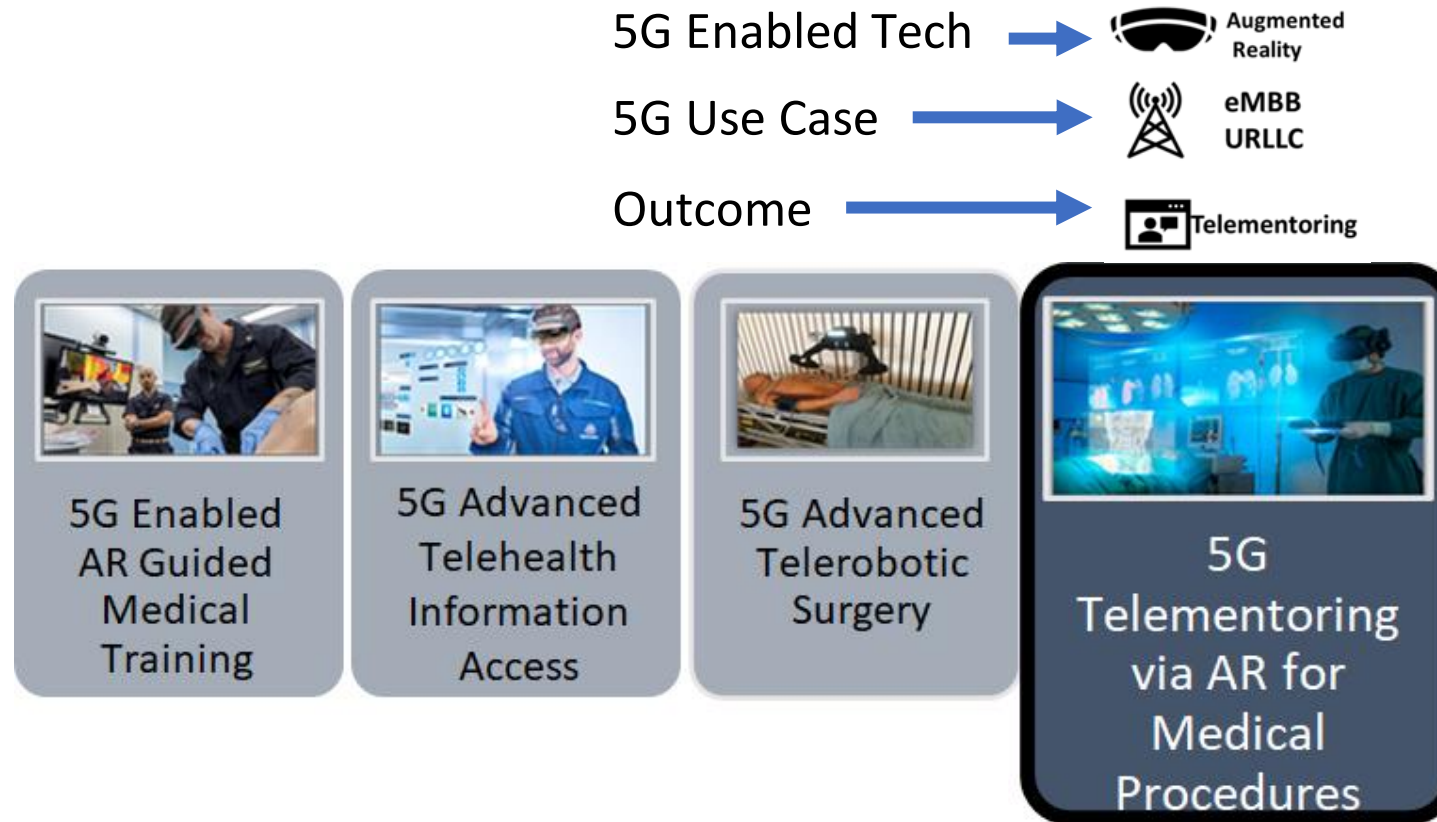 5G Enabled Tech
Augmented
Reality
5G Use Case
eMBB
URLLC
Outcome
Telementoring
5G Enabled
AR Guided
Medical
Training
5G Advanced
Telehealth
Information
Access
5G Advanced
Telerobotic
Surgery
5G
Telementoring
via AR for
Medical
Procedures